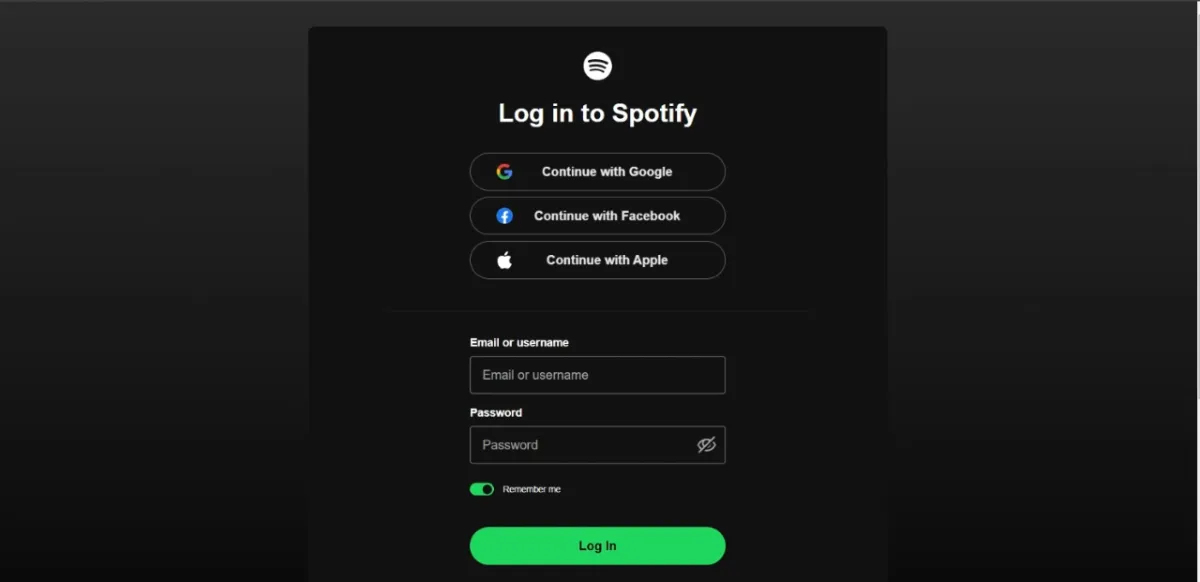 Log in to Spotify
Continue with Google
Continue with Facebook
Continue with Apple
Email or username
Email or username
Password
Password
Remember me
Log In